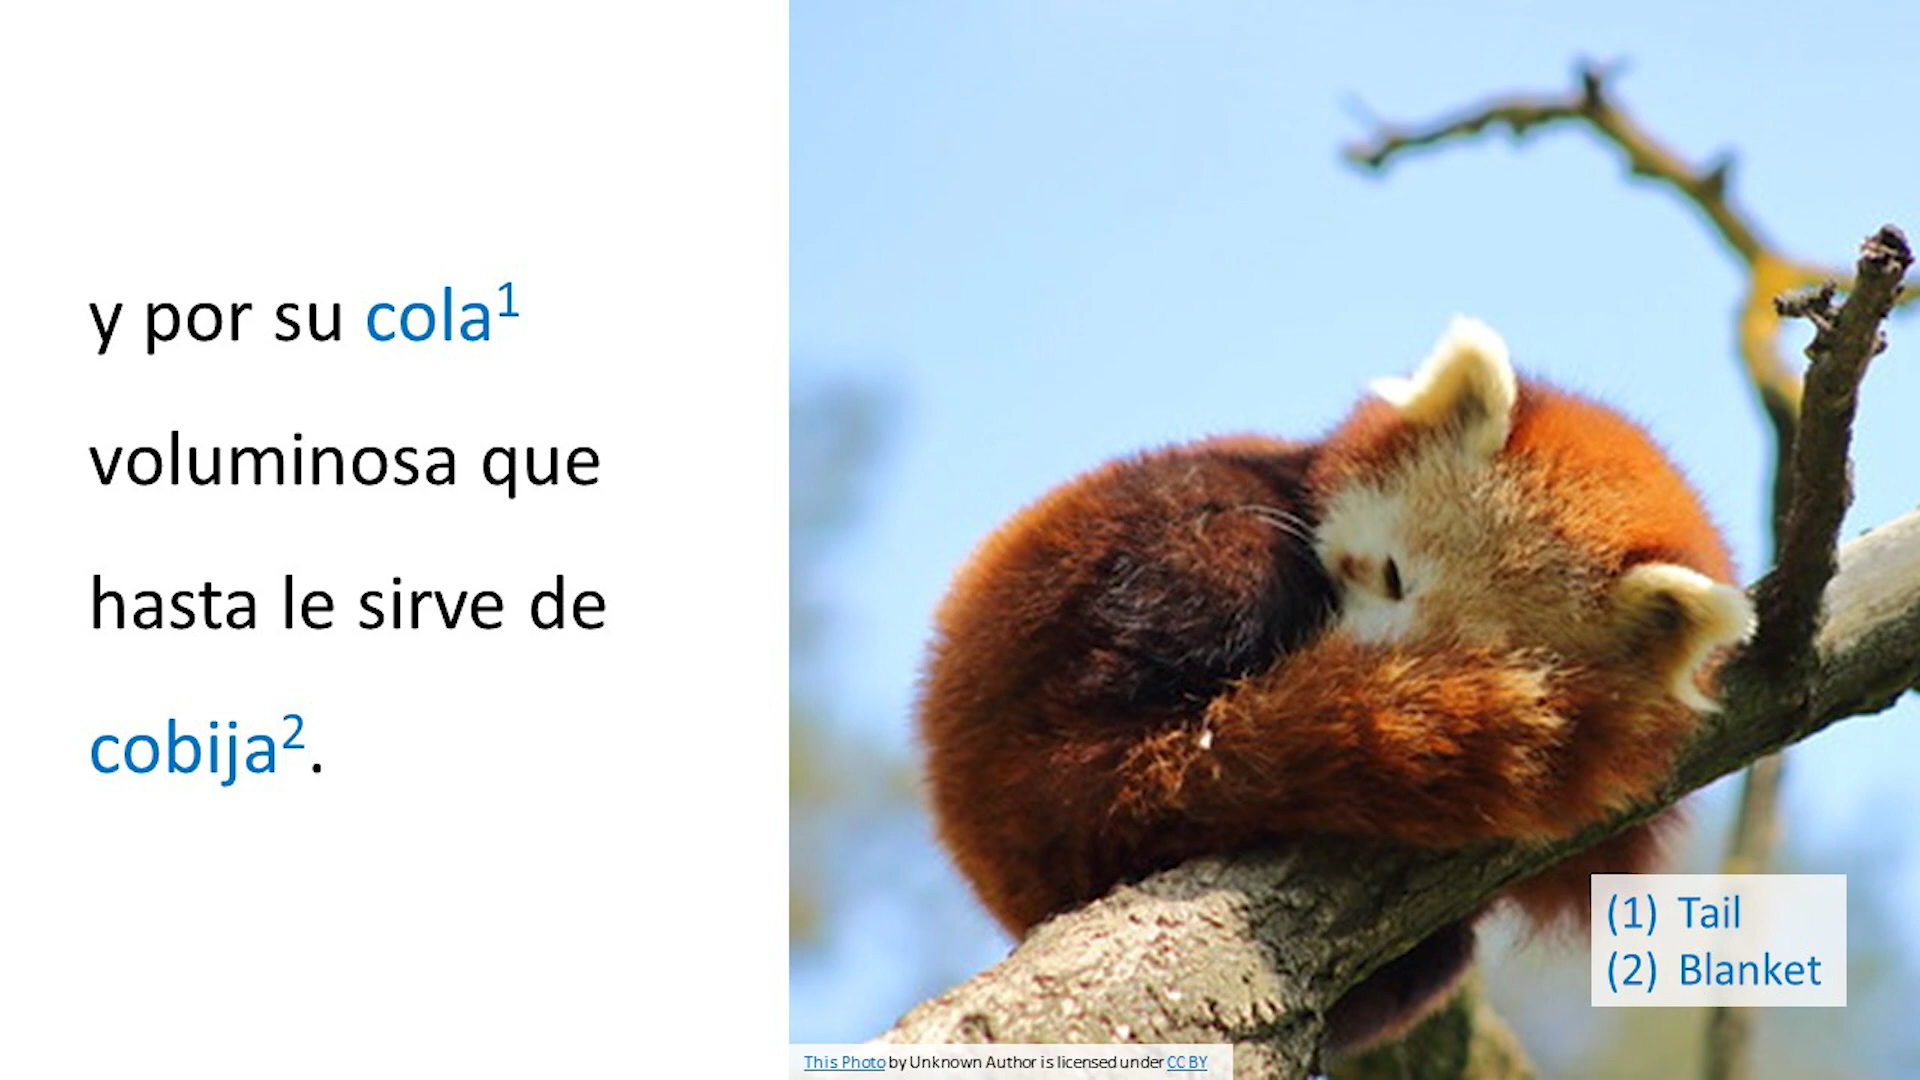 y por su cola¹
voluminosa que
hasta le sirve de
cobija².
(1) Tail
(2) Blanket
This Photo by Unknown Author is licensed under CC BY